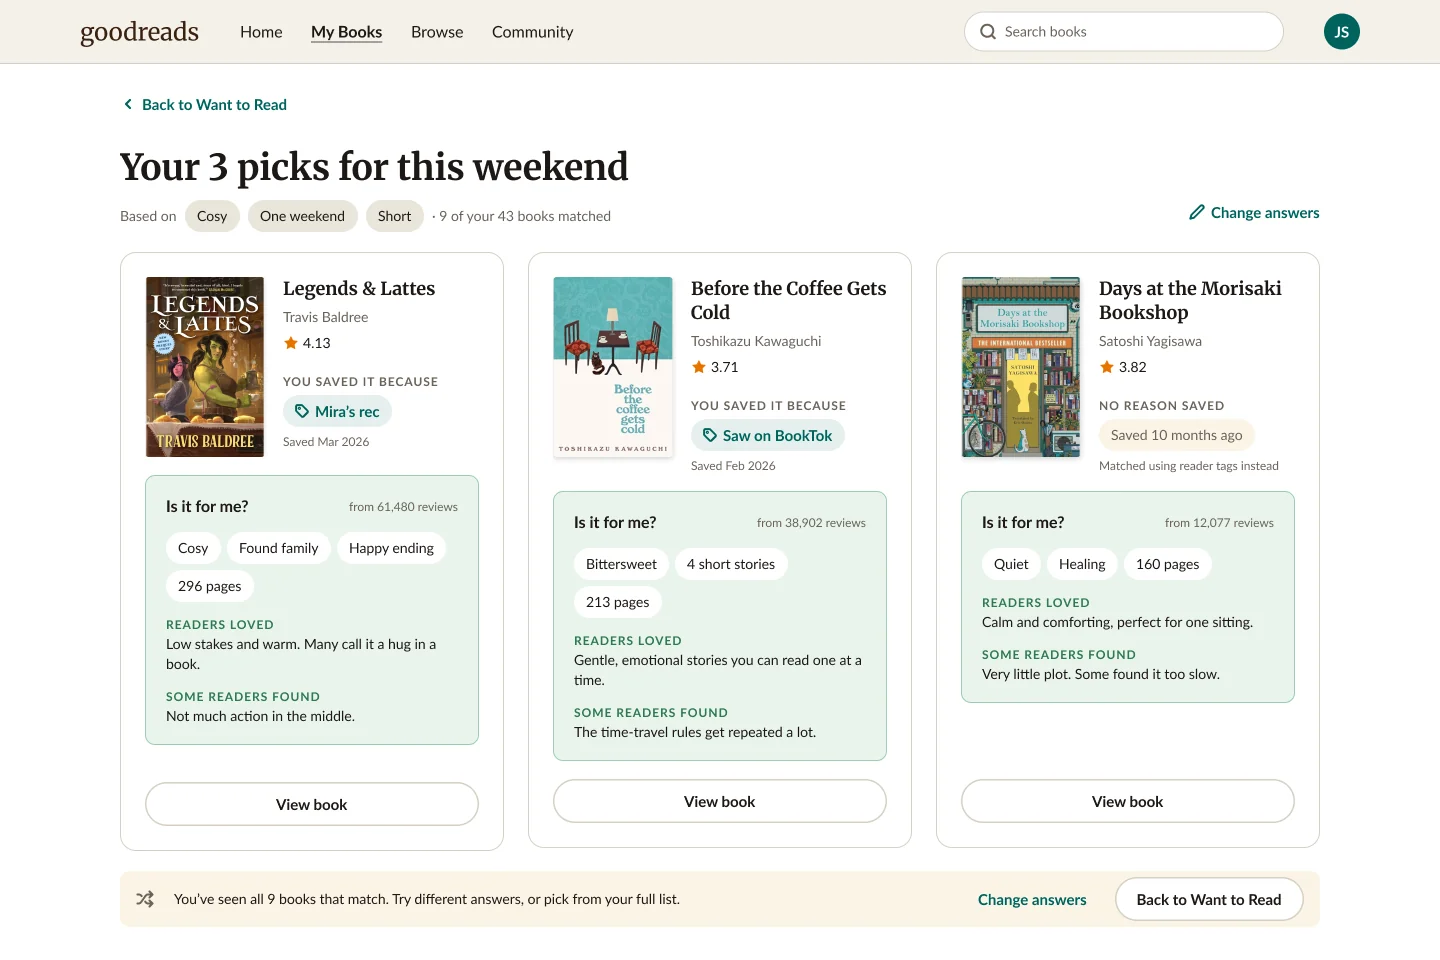 goodreads
Home
My Books
Browse
Community
Search books
JS
Back to Want to Read
Your 3 picks for this weekend
Based on Cosy One weekend Short · 9 of your 43 books matched
Change answers
LEGENDS
& LATTES
TRAVIS BALDREE
Legends & Lattes
Travis Baldree
4.13
YOU SAVED IT BECAUSE
Mira's rec
Saved Mar 2026
Is it for me?
from 61,480 reviews
Cosy
Found family
Happy ending
296 pages
READERS LOVED
Low stakes and warm. Many call it a hug in a
book.
SOME READERS FOUND
Not much action in the middle.
View book
Before
the
coffee
gets
cold
TOSHIKAZU KAWAGUCHI
Before the Coffee Gets
Cold
Toshikazu Kawaguchi
3.71
YOU SAVED IT BECAUSE
Saw on BookTok
Saved Feb 2026
Is it for me?
from 38,902 reviews
Bittersweet
4 short stories
213 pages
READERS LOVED
Gentle, emotional stories you can read one at a
time.
SOME READERS FOUND
The time-travel rules get repeated a lot.
View book
Days at the
Morisaki Bookshop
THE INTERNATIONAL BESTSELLER
SATOSHI
YAGISAWA
Days at the Morisaki
Bookshop
Satoshi Yagisawa
3.82
NO REASON SAVED
Saved 10 months ago
Matched using reader tags instead
Is it for me?
from 12,077 reviews
Quiet
Healing
160 pages
READERS LOVED
Calm and comforting, perfect for one sitting.
SOME READERS FOUND
Very little plot. Some found it too slow.
View book
You've seen all 9 books that match. Try different answers, or pick from your full list.
Change answers
Back to Want to Read